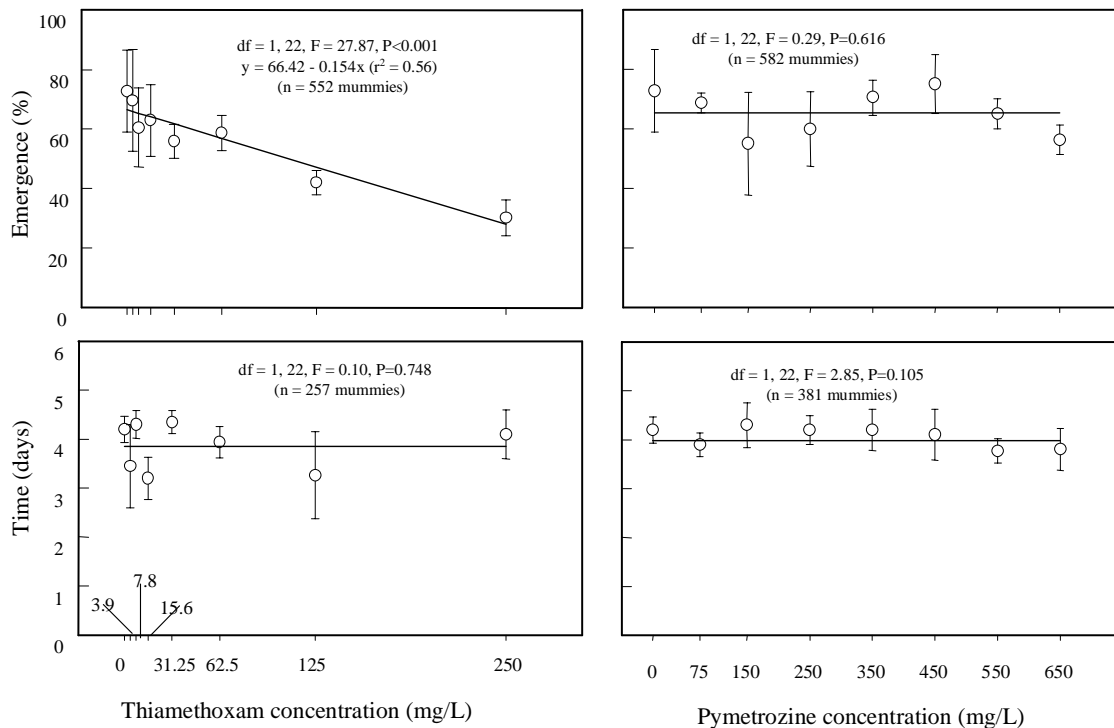 100
80
60
40
20
0
Emergence (%)
df = 1, 22, F = 27.87, P<0.001
y = 66.42 - 0.154x (r² = 0.56)
(n = 552 mummies)
df = 1, 22, F = 0.29, P=0.616
(n = 582 mummies)
6
5
4
3
2
1
0
Time (days)
df = 1, 22, F = 0.10, P=0.748
(n = 257 mummies)
3.9
7.8
15.6
0 31.25 62.5 125 250
Thiamethoxam concentration (mg/L)
df = 1, 22, F = 2.85, P=0.105
(n = 381 mummies)
0 75 150 250 350 450 550 650
Pymetrozine concentration (mg/L)